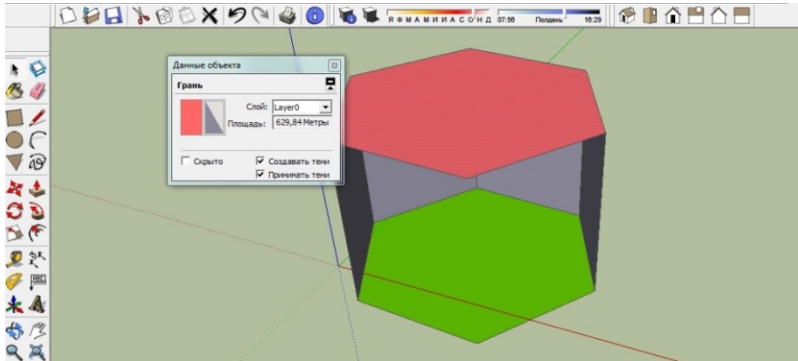 Я Ф М А М И И А С О Н Д 07:56 Полдень 16:29
Данные объекта
Грань
Слой: Layer0
Площадь: 629,84 Метры
Скрыто
Создавать тени
Принимать тени
ABC